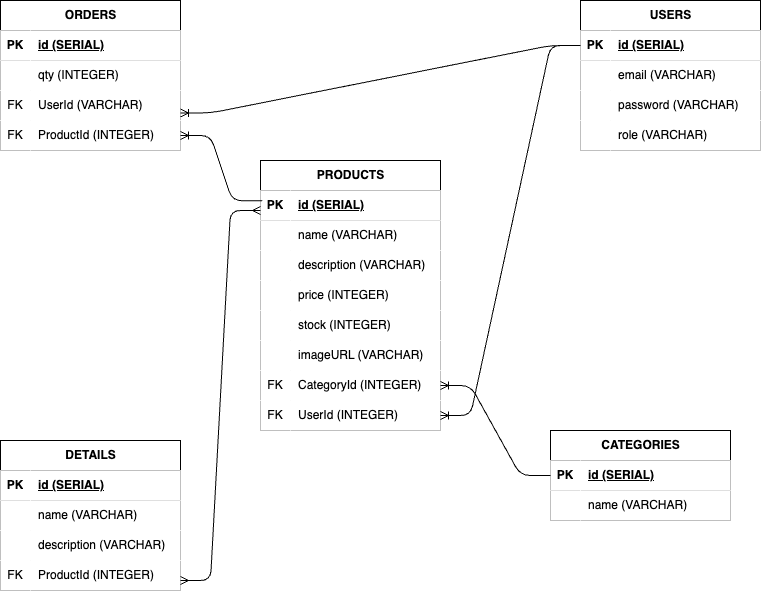 ORDERS
PK id (SERIAL)
qty (INTEGER)
FK UserId (VARCHAR)
FK ProductId (INTEGER)
USERS
PK id (SERIAL)
email (VARCHAR)
password (VARCHAR)
role (VARCHAR)
PRODUCTS
PK id (SERIAL)
name (VARCHAR)
description (VARCHAR)
price (INTEGER)
stock (INTEGER)
imageURL (VARCHAR)
FK CategoryId (INTEGER)
FK UserId (INTEGER)
DETAILS
PK id (SERIAL)
name (VARCHAR)
description (VARCHAR)
FK ProductId (INTEGER)
CATEGORIES
PK id (SERIAL)
name (VARCHAR)